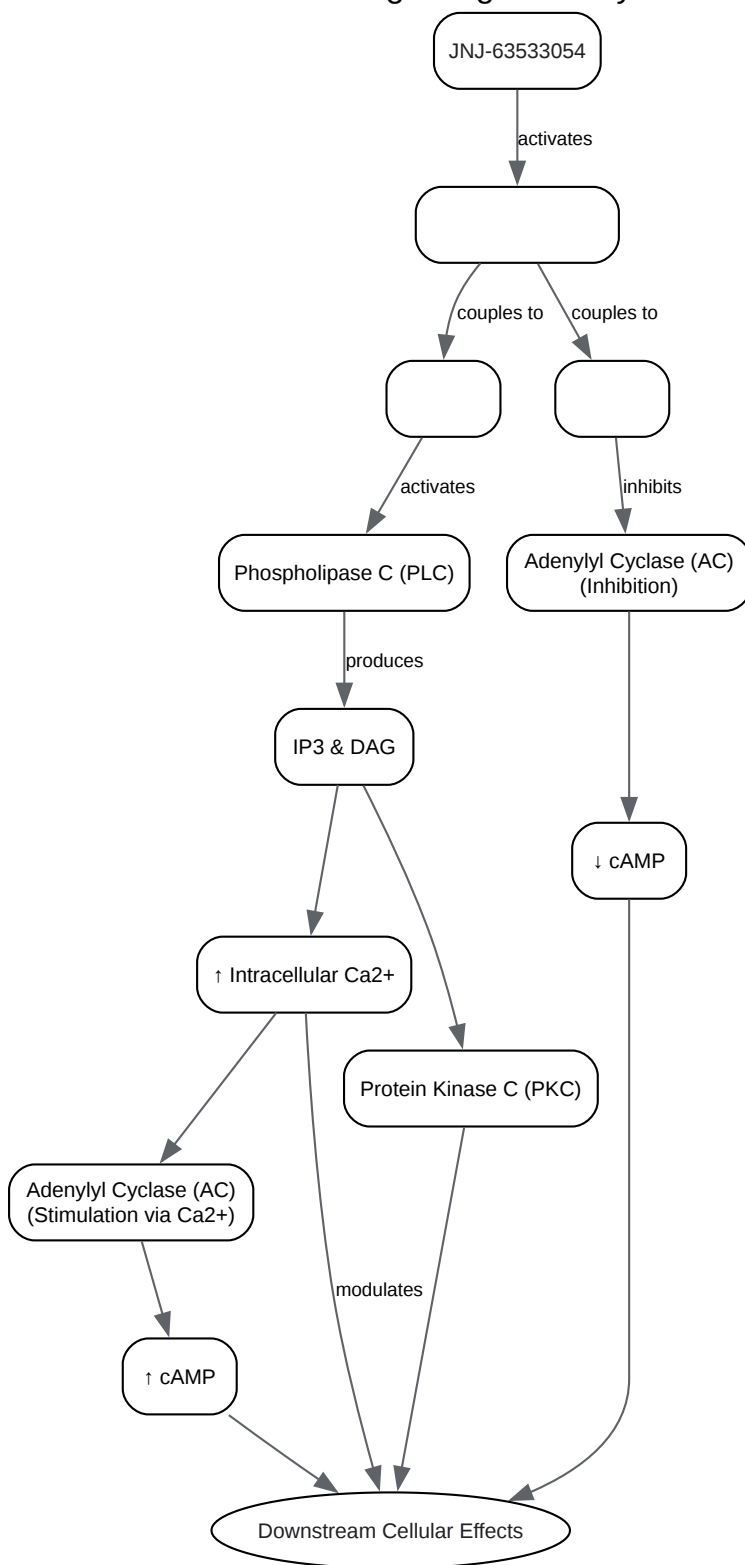 JNJ-63533054
activates
couples to
couples to
activates
inhibits
Phospholipase C (PLC)
Adenylyl Cyclase (AC)
(Inhibition)
produces
IP3 & DAG
↓ cAMP
↑ Intracellular Ca2+
Protein Kinase C (PKC)
Adenylyl Cyclase (AC)
(Stimulation via Ca2+)
modulates
↑ cAMP
Downstream Cellular Effects